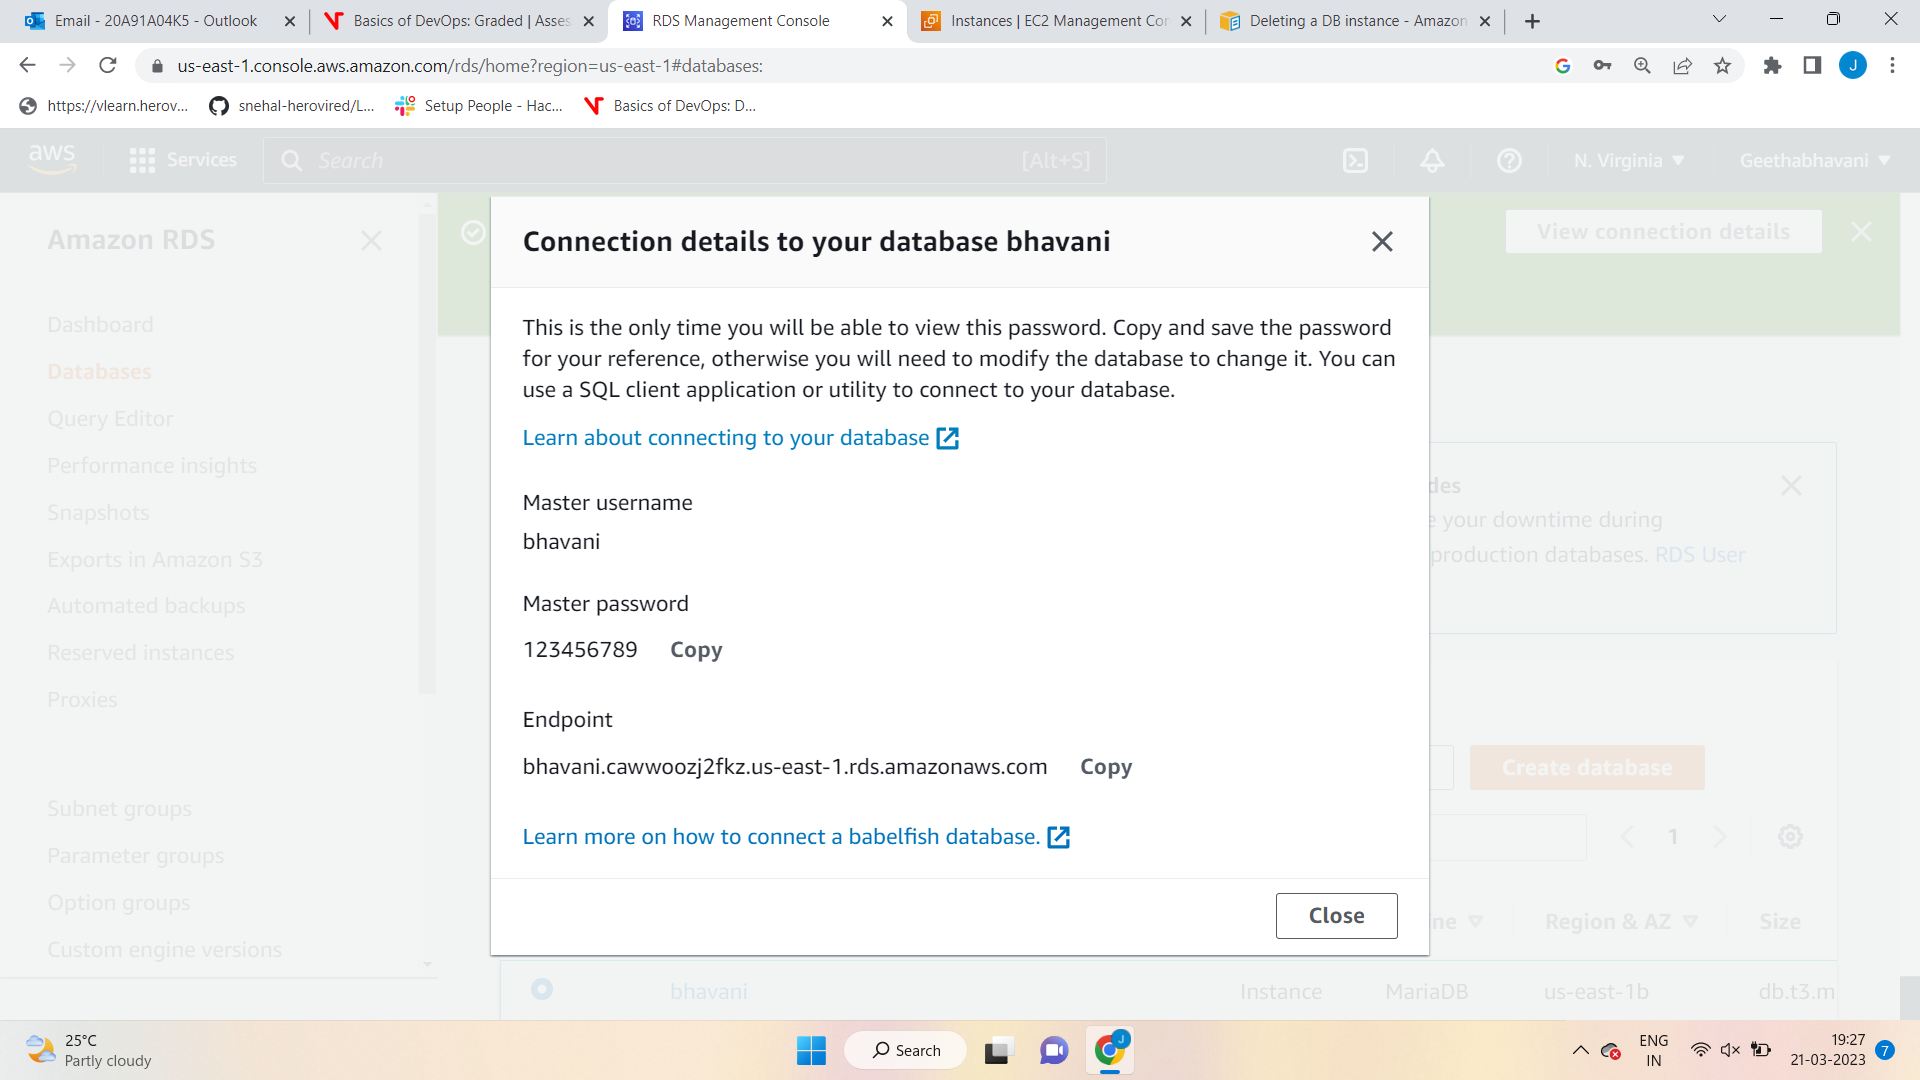 Email - 20A91A04K5 - Outlook
Basics of DevOps: Graded | Asses
RDS Management Console
Instances | EC2 Management Con
Deleting a DB instance - Amazon
us-east-1.console.aws.amazon.com/rds/home?region=us-east-1#databases:
J
https://vlearn.herov...
snehal-herovired/L...
Setup People - Hac...
Basics of DevOps: D...
aws
Services
Search
[Alt+S]
N. Virginia
Geethabhavani
Amazon RDS
Dashboard
Databases
Query Editor
Performance insights
Snapshots
Exports in Amazon S3
Automated backups
Reserved instances
Proxies
Subnet groups
Parameter groups
Option groups
Custom engine versions
View connection details
Connection details to your database bhavani
This is the only time you will be able to view this password. Copy and save the password
for your reference, otherwise you will need to modify the database to change it. You can
use a SQL client application or utility to connect to your database.
Learn about connecting to your database
Master username
bhavani
Master password
123456789 Copy
Endpoint
bhavani.cawwoozj2fkz.us-east-1.rds.amazonaws.com Copy
Learn more on how to connect a babelfish database.
Close
des
e your downtime during
production databases. RDS User
Create database
1
ne
Region & AZ
Size
bhavani
Instance
MariaDB
us-east-1b
db.t3.m
25°C
Partly cloudy
Search
J
ENG
IN
19:27
21-03-2023
7